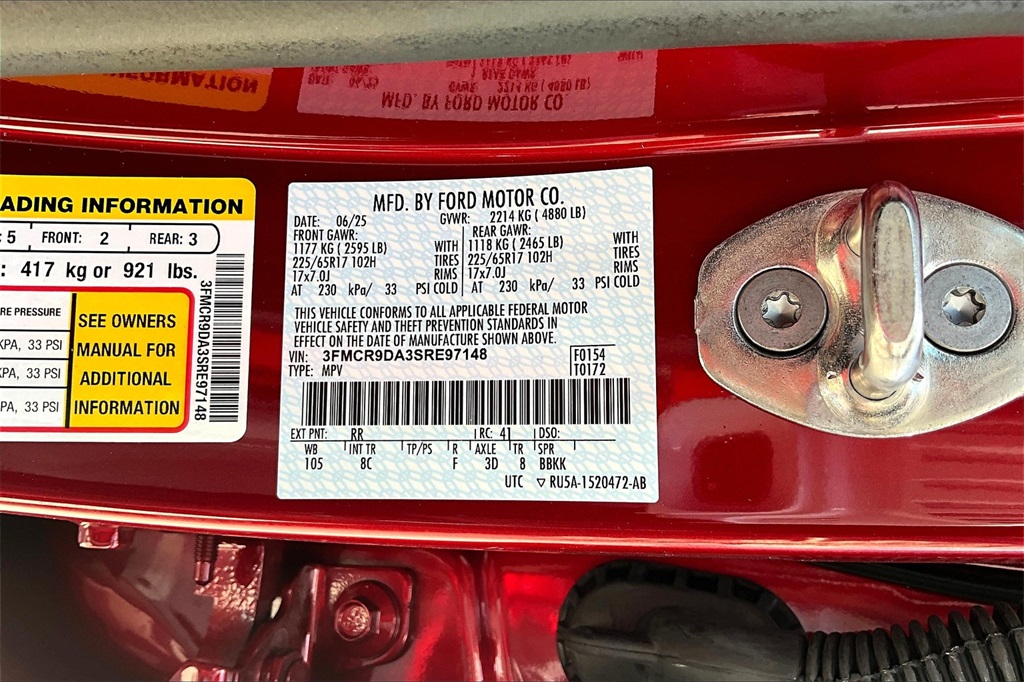 ADING INFORMATION
: 5 FRONT: 2 REAR: 3
: 417 kg or 921 lbs.
RE PRESSURE
KPA, 33 PSI
KPA, 33 PSI
PA, 33 PSI
SEE OWNERS
MANUAL FOR
ADDITIONAL
INFORMATION
3FMCR9DA3SRE97148
MFD. BY FORD MOTOR CO.
DATE: 06/25 GVWR: 2214 KG ( 4880 LB)
FRONT GAWR: REAR GAWR:
1177 KG ( 2595 LB) WITH 1118 KG ( 2465 LB) WITH
225/65R17 102H TIRES 225/65R17 102H TIRES
17x7.0J RIMS 17x7.0J RIMS
AT 230 kPa/ 33 PSI COLD AT 230 kPa/ 33 PSI COLD
THIS VEHICLE CONFORMS TO ALL APPLICABLE FEDERAL MOTOR
VEHICLE SAFETY AND THEFT PREVENTION STANDARDS IN
EFFECT ON THE DATE OF MANUFACTURE SHOWN ABOVE.
VIN: 3FMCR9DA3SRE97148 F0154
TYPE: MPV T0172
EXT PNT: RR RC: 41 DSO:
WB INT TR TP/PS R AXLE TR SPR
105 8C F 3D 8 BBKK
UTC ▽ RU5A-1520472-AB